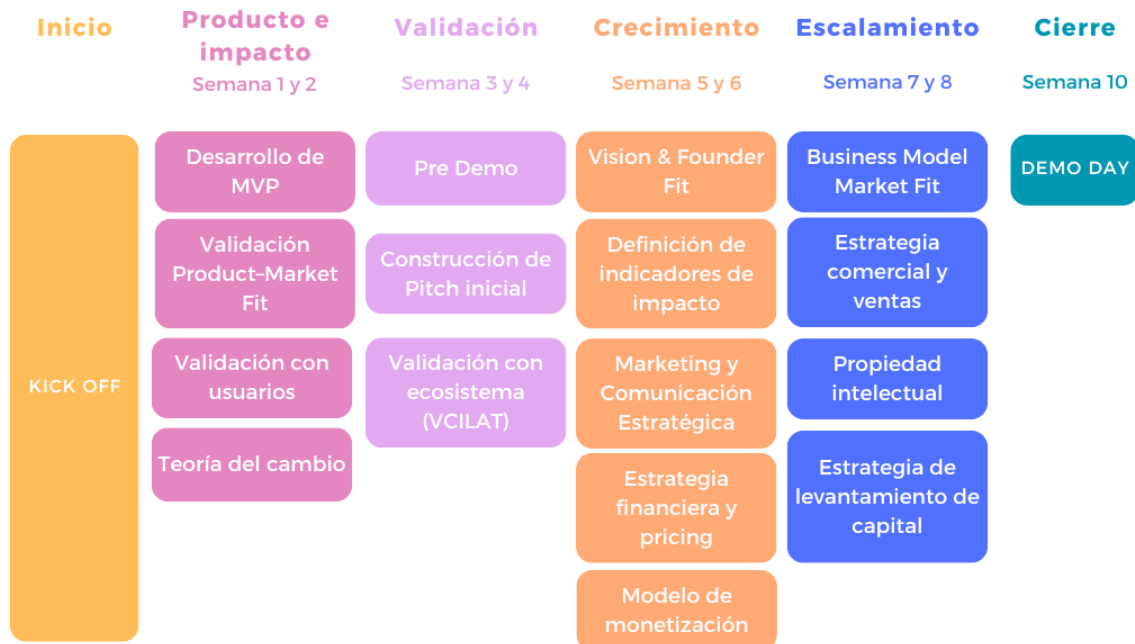 Inicio
Producto e
impacto
Semana 1 y 2
Validación
Semana 3 y 4
Crecimiento
Semana 5 y 6
Escalamiento
Semana 7 y 8
Cierre
Semana 10
KICK OFF
Desarrollo de
MVP
Validación
Product–Market
Fit
Validación con
usuarios
Teoría del cambio
Pre Demo
Construcción de
Pitch inicial
Validación con
ecosistema
(VCILAT)
Vision & Founder
Fit
Definición de
indicadores de
impacto
Marketing y
Comunicación
Estratégica
Estrategia
financiera y
pricing
Modelo de
monetización
Business Model
Market Fit
Estrategia
comercial y
ventas
Propiedad
intelectual
Estrategia de
levantamiento de
capital
DEMO DAY